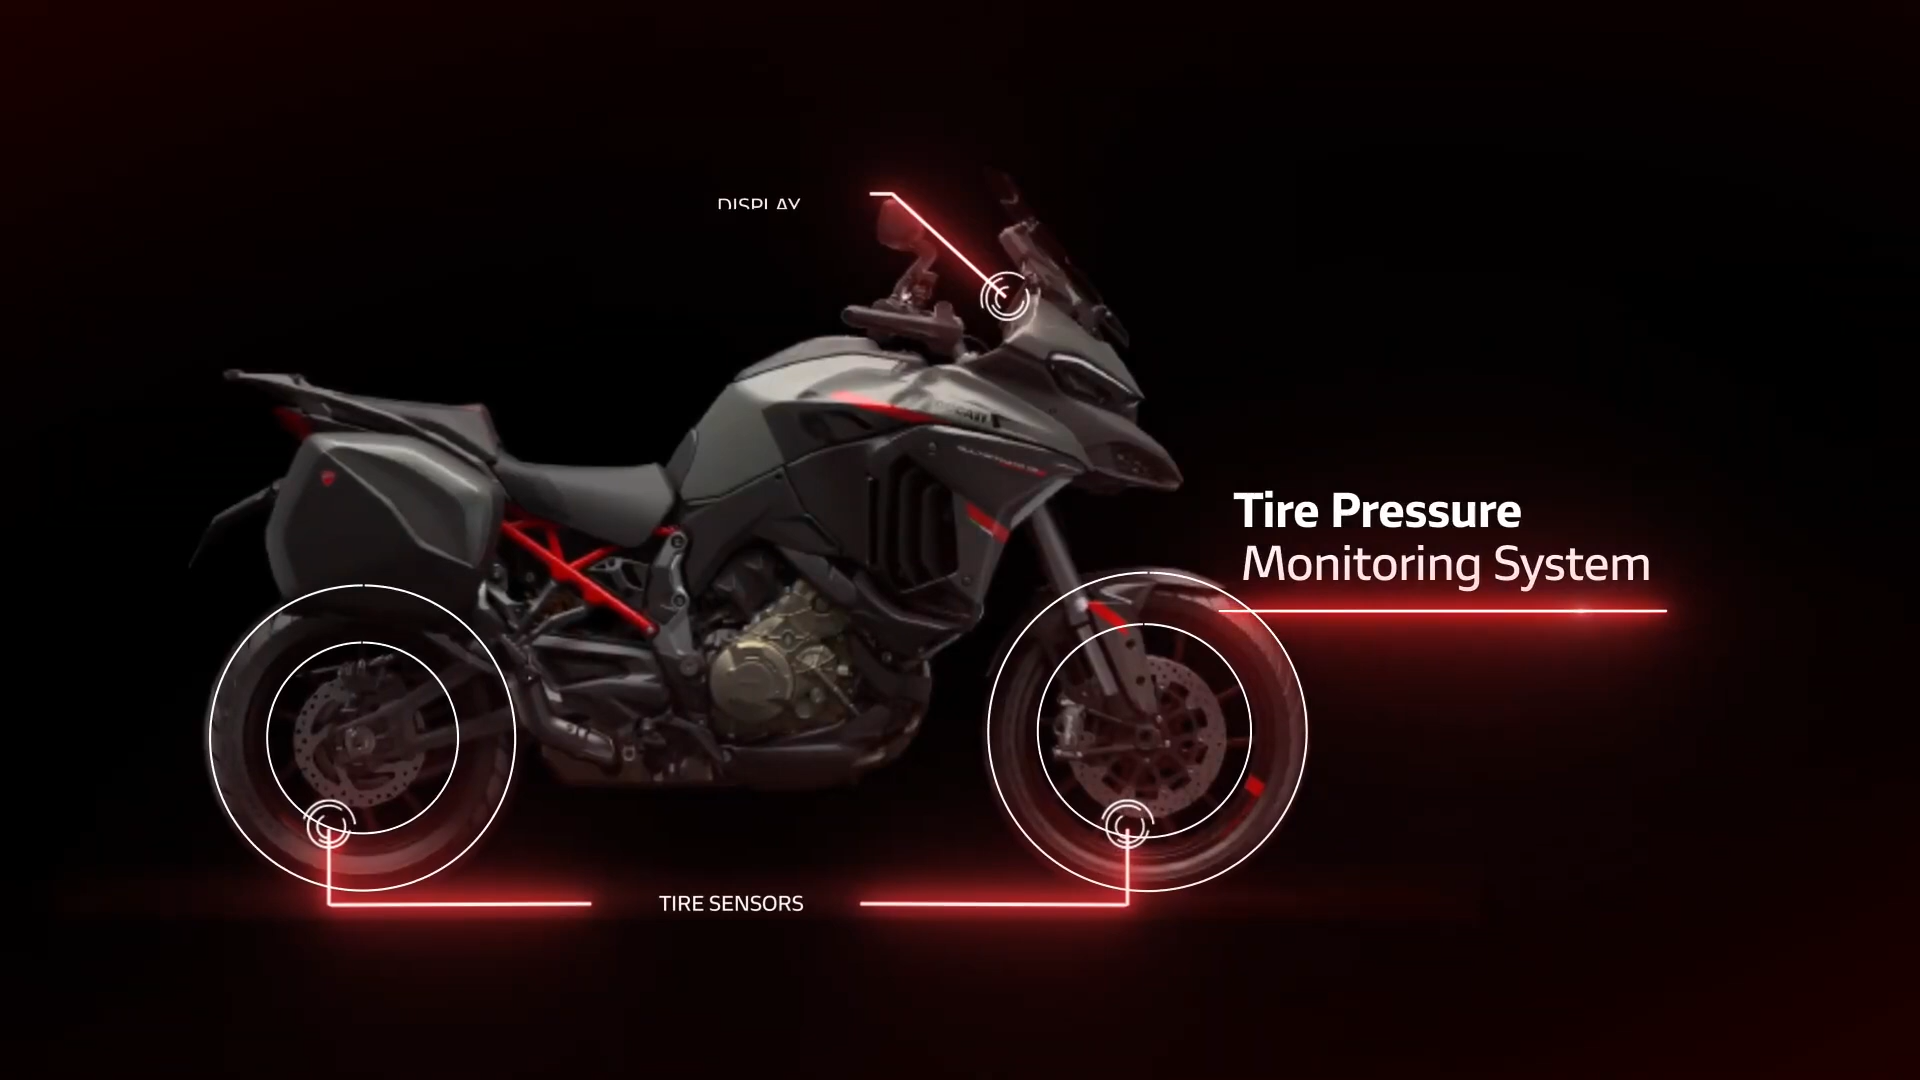 DISPLAY
Tire Pressure
Monitoring System
TIRE SENSORS